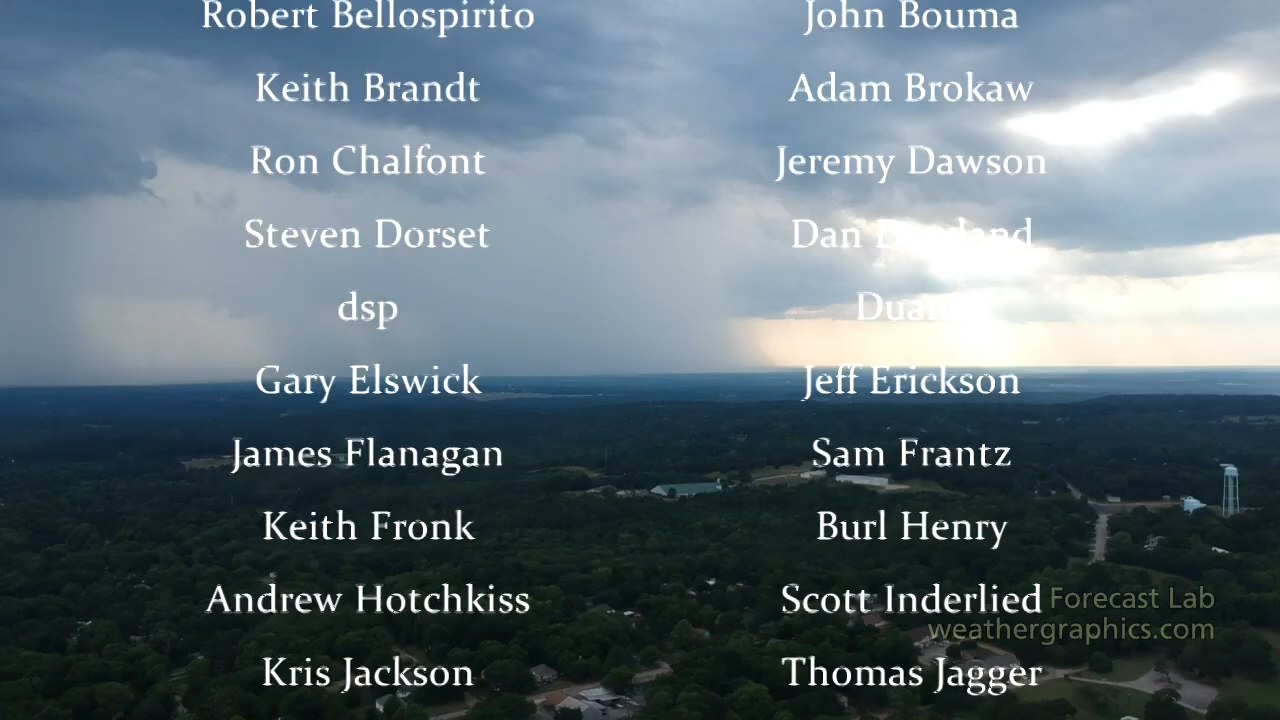 Robert Bellospirito
John Bouma
Keith Brandt
Adam Brokaw
Ron Chalfont
Jeremy Dawson
Steven Dorset
Dan
dsp
Gary Elswick
Jeff Erickson
James Flanagan
Sam Frantz
Keith Fronk
Burl Henry
Andrew Hotchkiss
Scott Inderlied
Forecast Lab
weathergraphics.com
Kris Jackson
Thomas Jagger